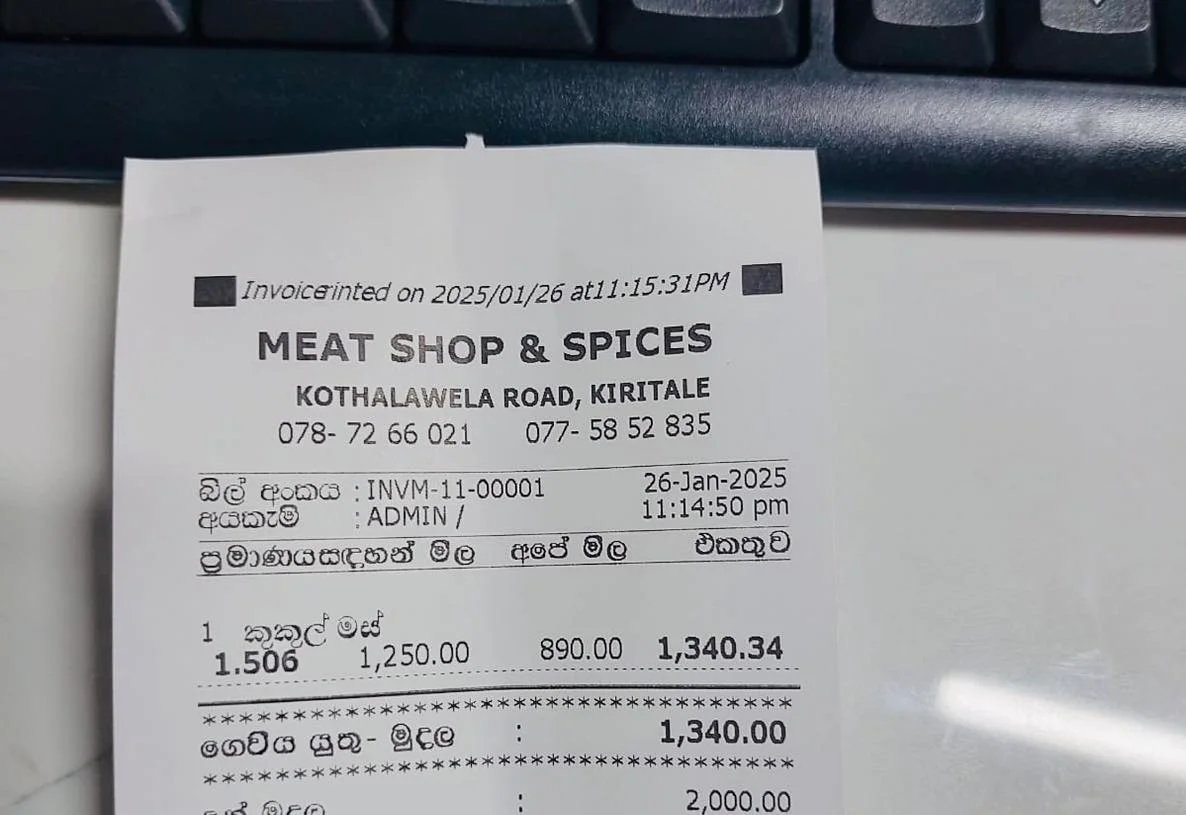 Invoiceinted on 2025/01/26 at11:15:31PM
MEAT SHOP & SPICES
KOTHALAWELA ROAD, KIRITALE
078- 72 66 021 077- 58 52 835
බිල් අංකය : INVM-11-00001 26-Jan-2025
අයකැමි : ADMIN / 11:14:50 pm
ප්‍රමාණයසඳහන් මිල අපේ මිල එකතුව
1 කුකුල් මස්
1.506 1,250.00 890.00 1,340.34
******************************************
ගෙවිය යුතු- මුදල : 1,340.00
******************************************
මුදල : 2,000.00